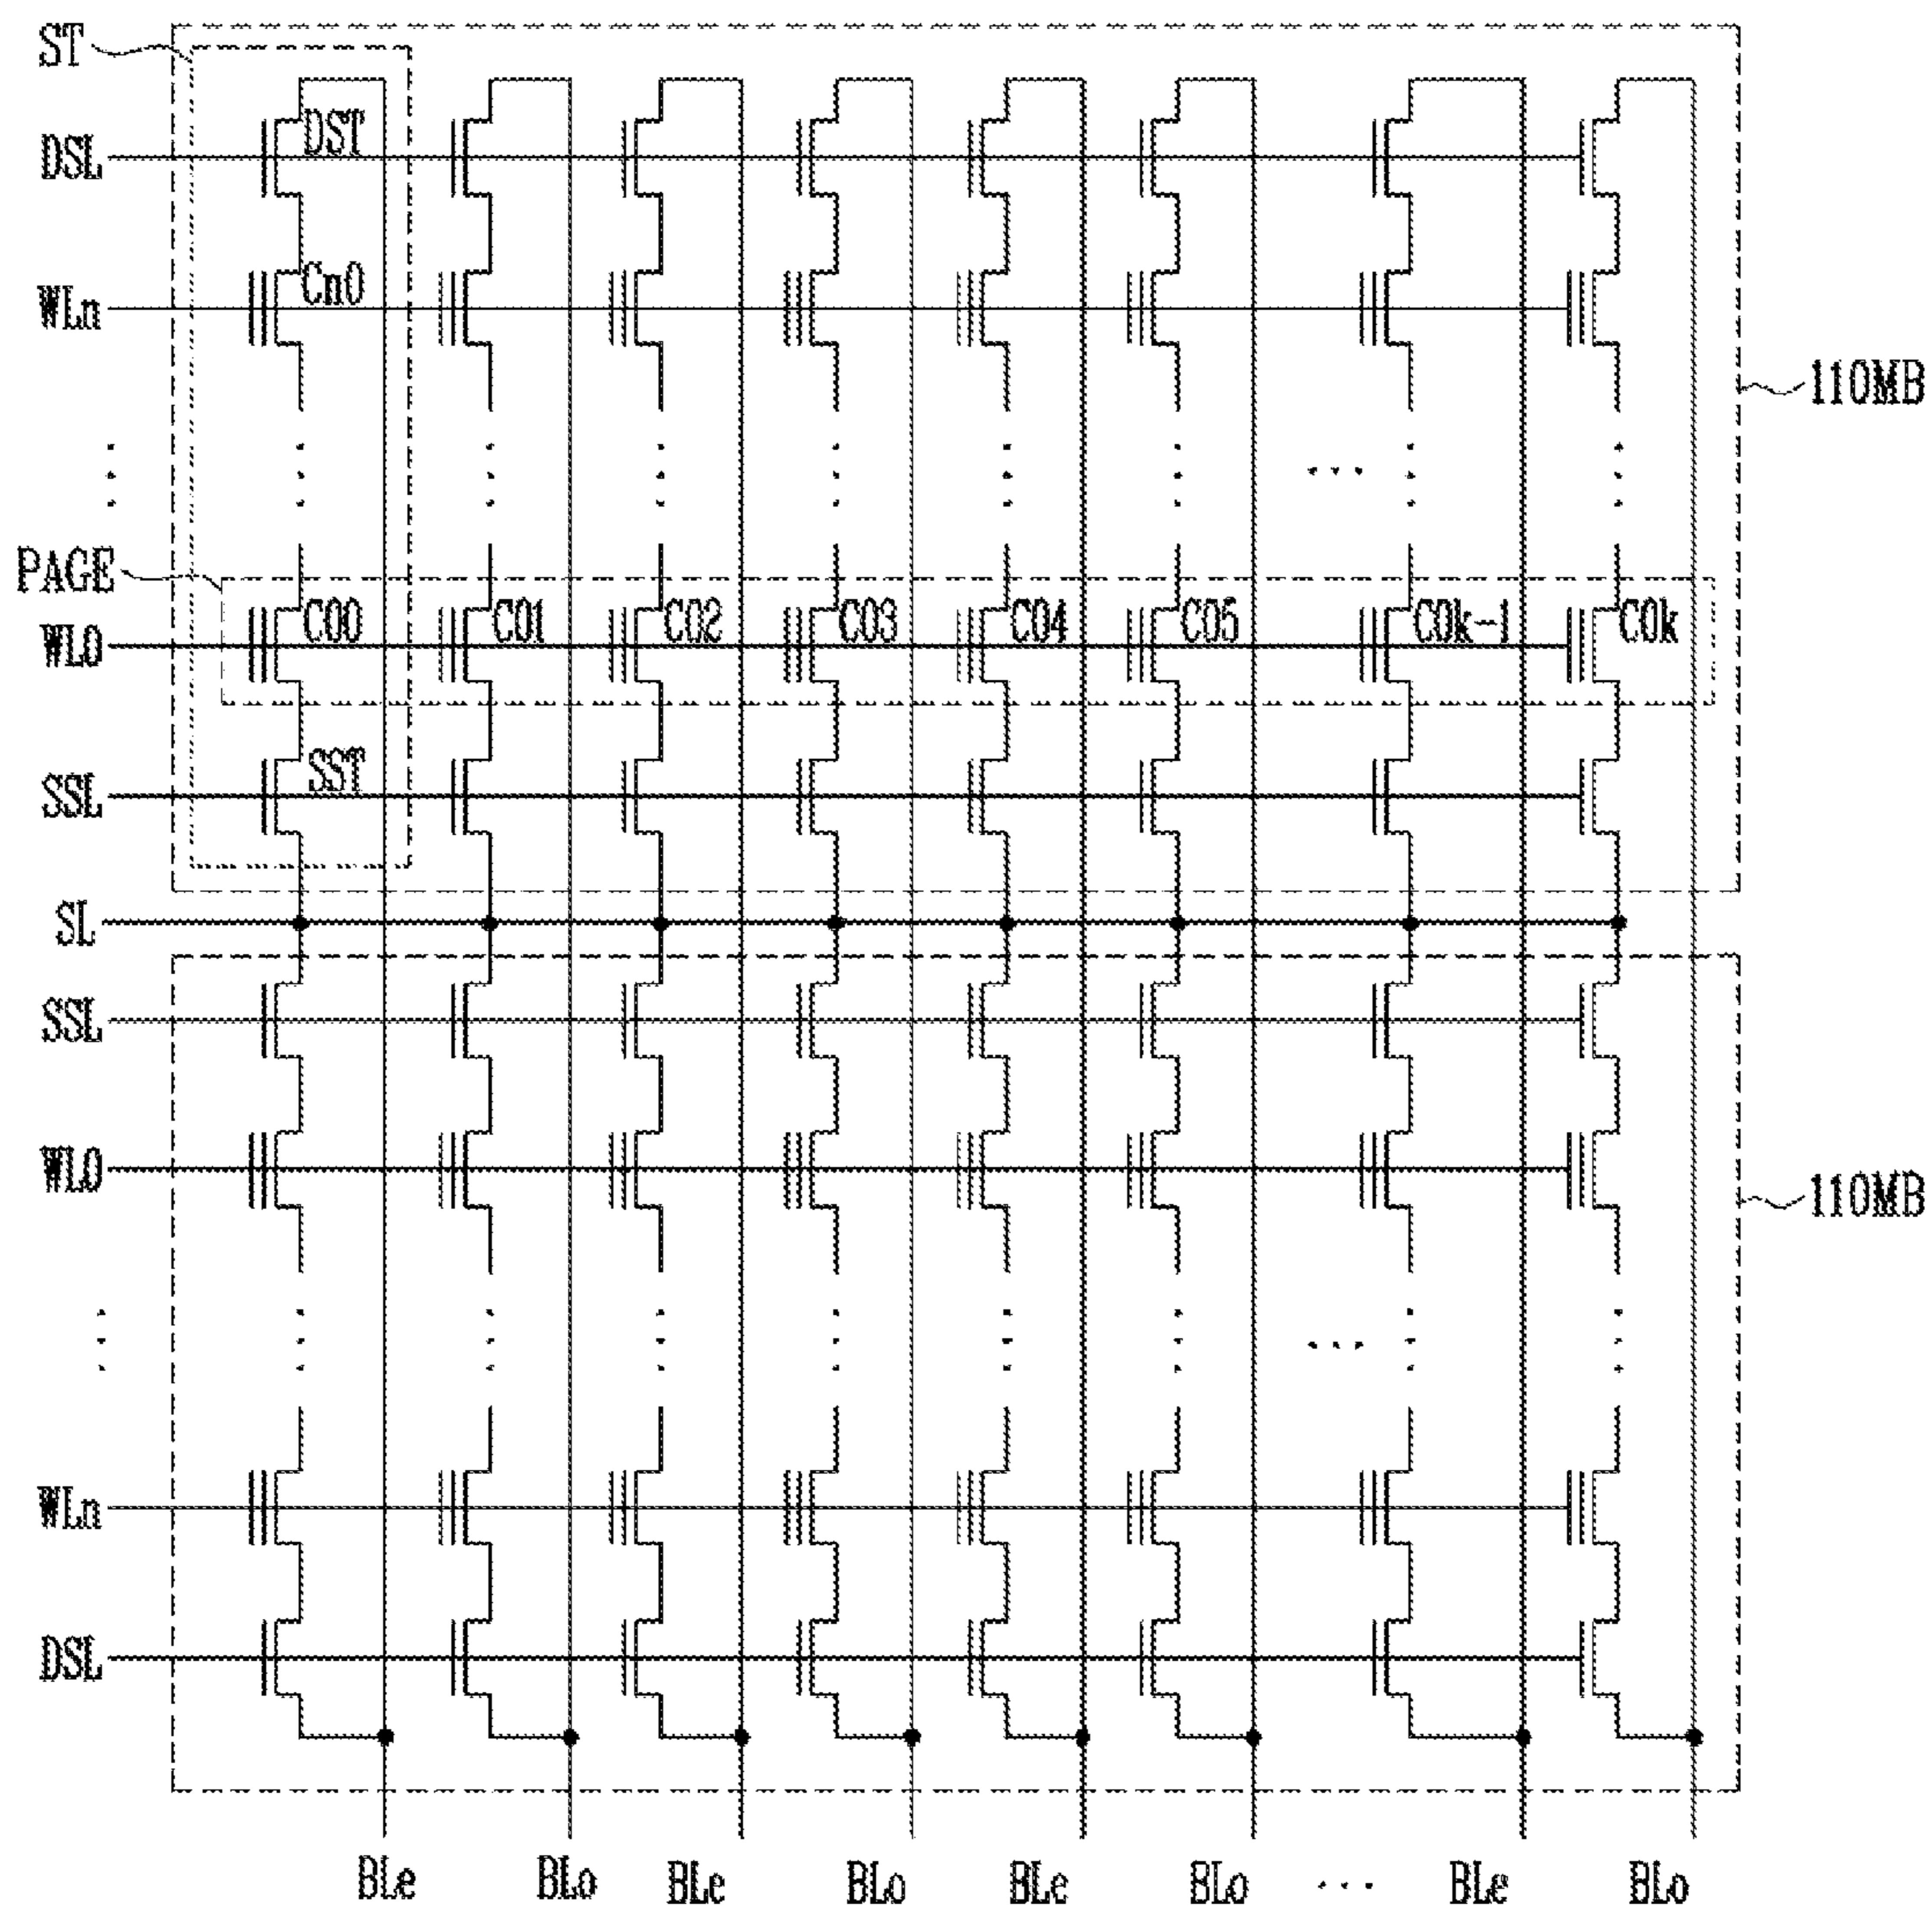 ST
DST
DSL
Cn0
WLn
110MB
PAGE
C00 C01 C02 C03 C04 C05 C0k-1 C0k
WL0
SST
SSL
SL
SSL
WL0
110MB
WLn
DSL
BLe BLo BLe BLo BLe BLo ... BLe BLo